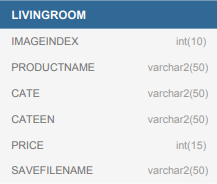 LIVINGROOM
IMAGEINDEX int(10)
PRODUCTNAME varchar2(50)
CATE varchar2(50)
CATEEN varchar2(50)
PRICE int(15)
SAVEFILENAME varchar2(50)